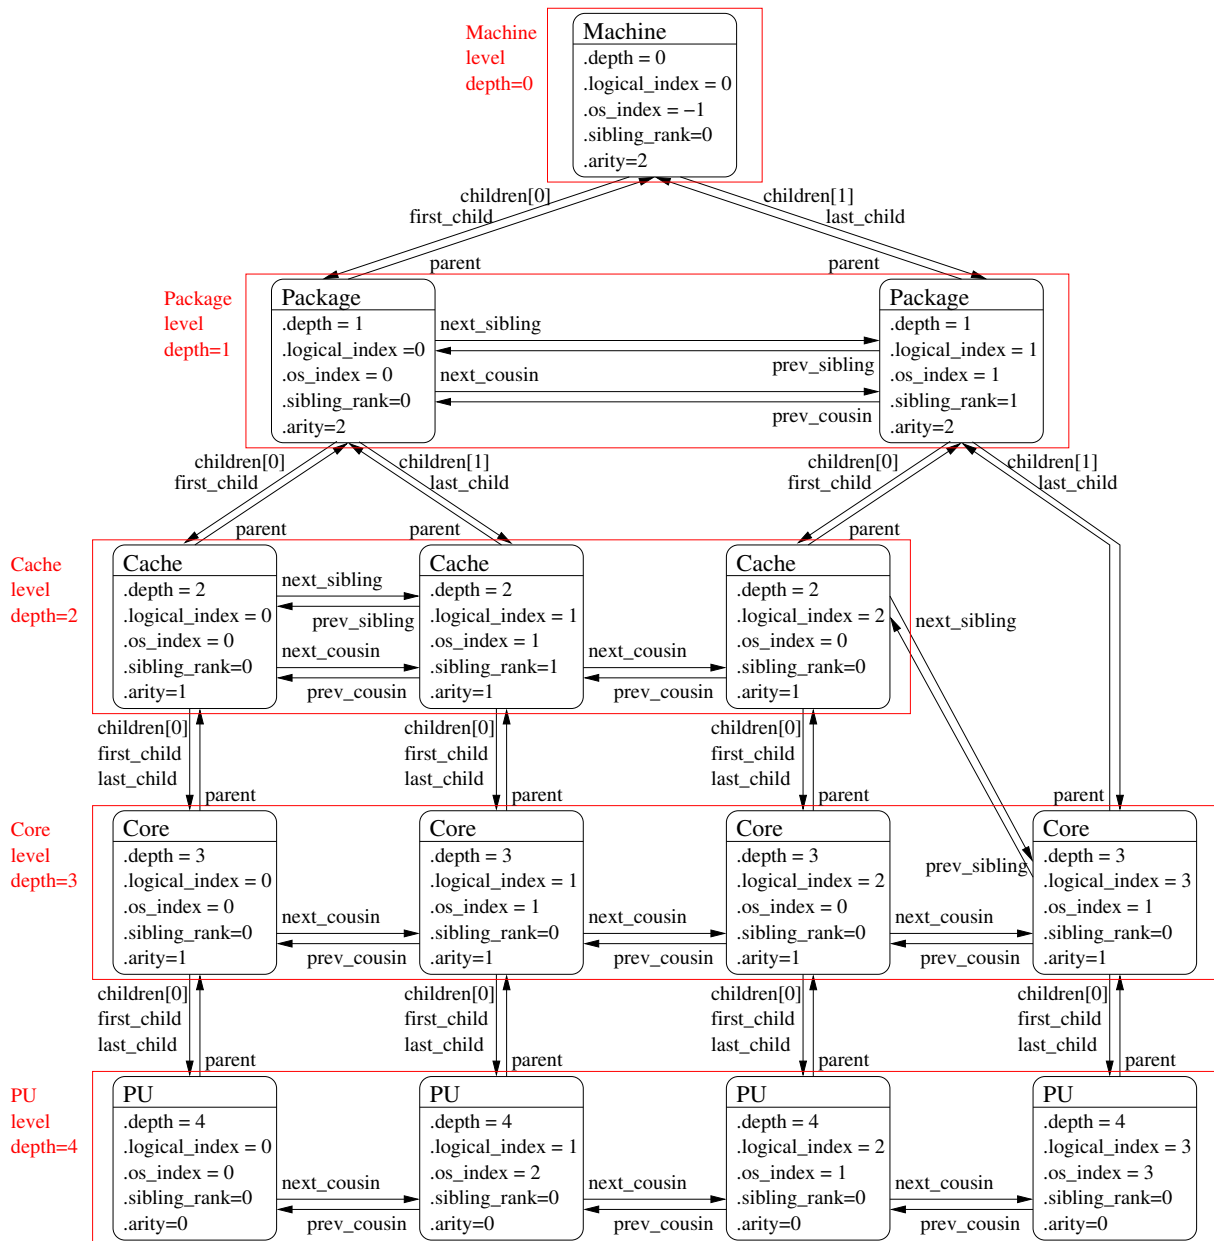 Machine
level
depth=0
Machine
.depth = 0
.logical_index = 0
.os_index = −1
.sibling_rank=0
.arity=2
children[0]
first_child
children[1]
last_child
parent
parent
Package
level
depth=1
Package
.depth = 1
.logical_index =0
.os_index = 0
.sibling_rank=0
.arity=2
next_sibling
prev_sibling
next_cousin
prev_cousin
Package
.depth = 1
.logical_index = 1
.os_index = 1
.sibling_rank=1
.arity=2
children[0]
first_child
children[1]
last_child
children[0]
first_child
children[1]
last_child
parent
parent
Cache
level
depth=2
Cache
.depth = 2
.logical_index = 0
.os_index = 0
.sibling_rank=0
.arity=1
next_sibling
prev_sibling
next_cousin
prev_cousin
Cache
.depth = 2
.logical_index = 1
.os_index = 1
.sibling_rank=1
.arity=1
next_cousin
prev_cousin
Cache
.depth = 2
.logical_index = 2
.os_index = 0
.sibling_rank=0
.arity=1
next_sibling
children[0]
first_child
last_child
parent
children[0]
first_child
last_child
parent
children[0]
first_child
last_child
parent
parent
Core
level
depth=3
Core
.depth = 3
.logical_index = 0
.os_index = 0
.sibling_rank=0
.arity=1
next_cousin
prev_cousin
Core
.depth = 3
.logical_index = 1
.os_index = 1
.sibling_rank=0
.arity=1
next_cousin
prev_cousin
Core
.depth = 3
.logical_index = 2
.os_index = 0
.sibling_rank=0
.arity=1
prev_sibling
next_cousin
prev_cousin
Core
.depth = 3
.logical_index = 3
.os_index = 1
.sibling_rank=0
.arity=1
children[0]
first_child
last_child
parent
children[0]
first_child
last_child
parent
children[0]
first_child
last_child
parent
children[0]
first_child
last_child
parent
PU
level
depth=4
PU
.depth = 4
.logical_index = 0
.os_index = 0
.sibling_rank=0
.arity=0
next_cousin
prev_cousin
PU
.depth = 4
.logical_index = 1
.os_index = 2
.sibling_rank=0
.arity=0
next_cousin
prev_cousin
PU
.depth = 4
.logical_index = 2
.os_index = 1
.sibling_rank=0
.arity=0
next_cousin
prev_cousin
PU
.depth = 4
.logical_index = 3
.os_index = 3
.sibling_rank=0
.arity=0